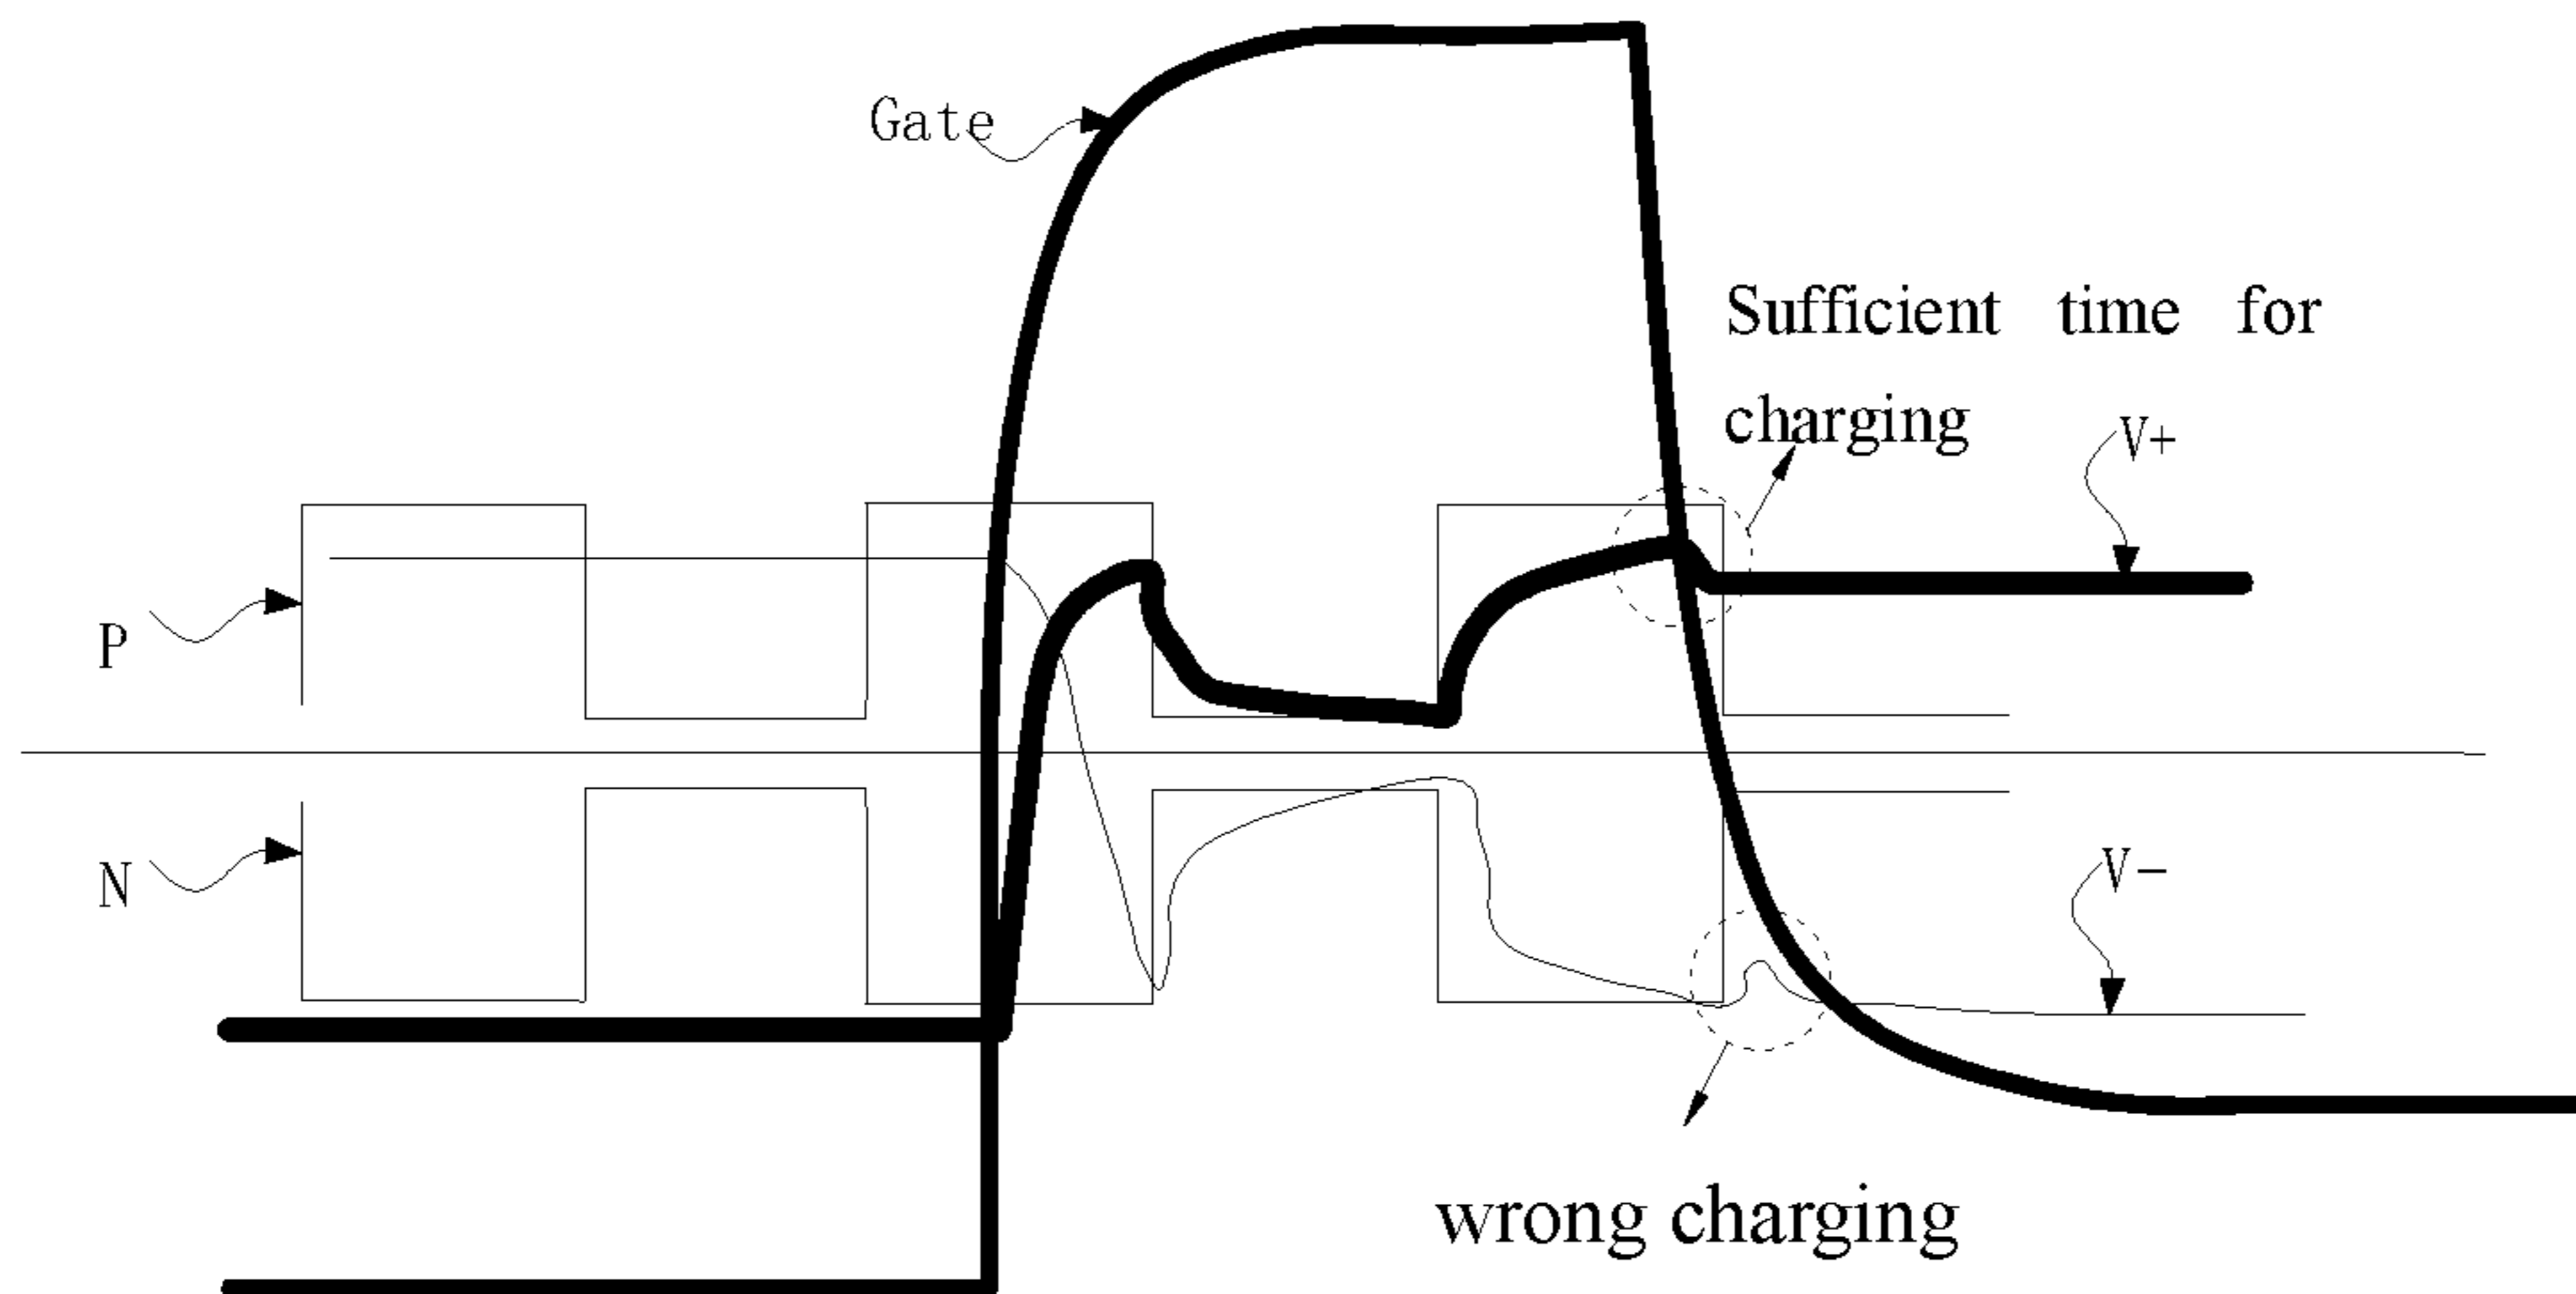 Gate
Sufficient time for
charging
V+
P
N
V-
wrong charging